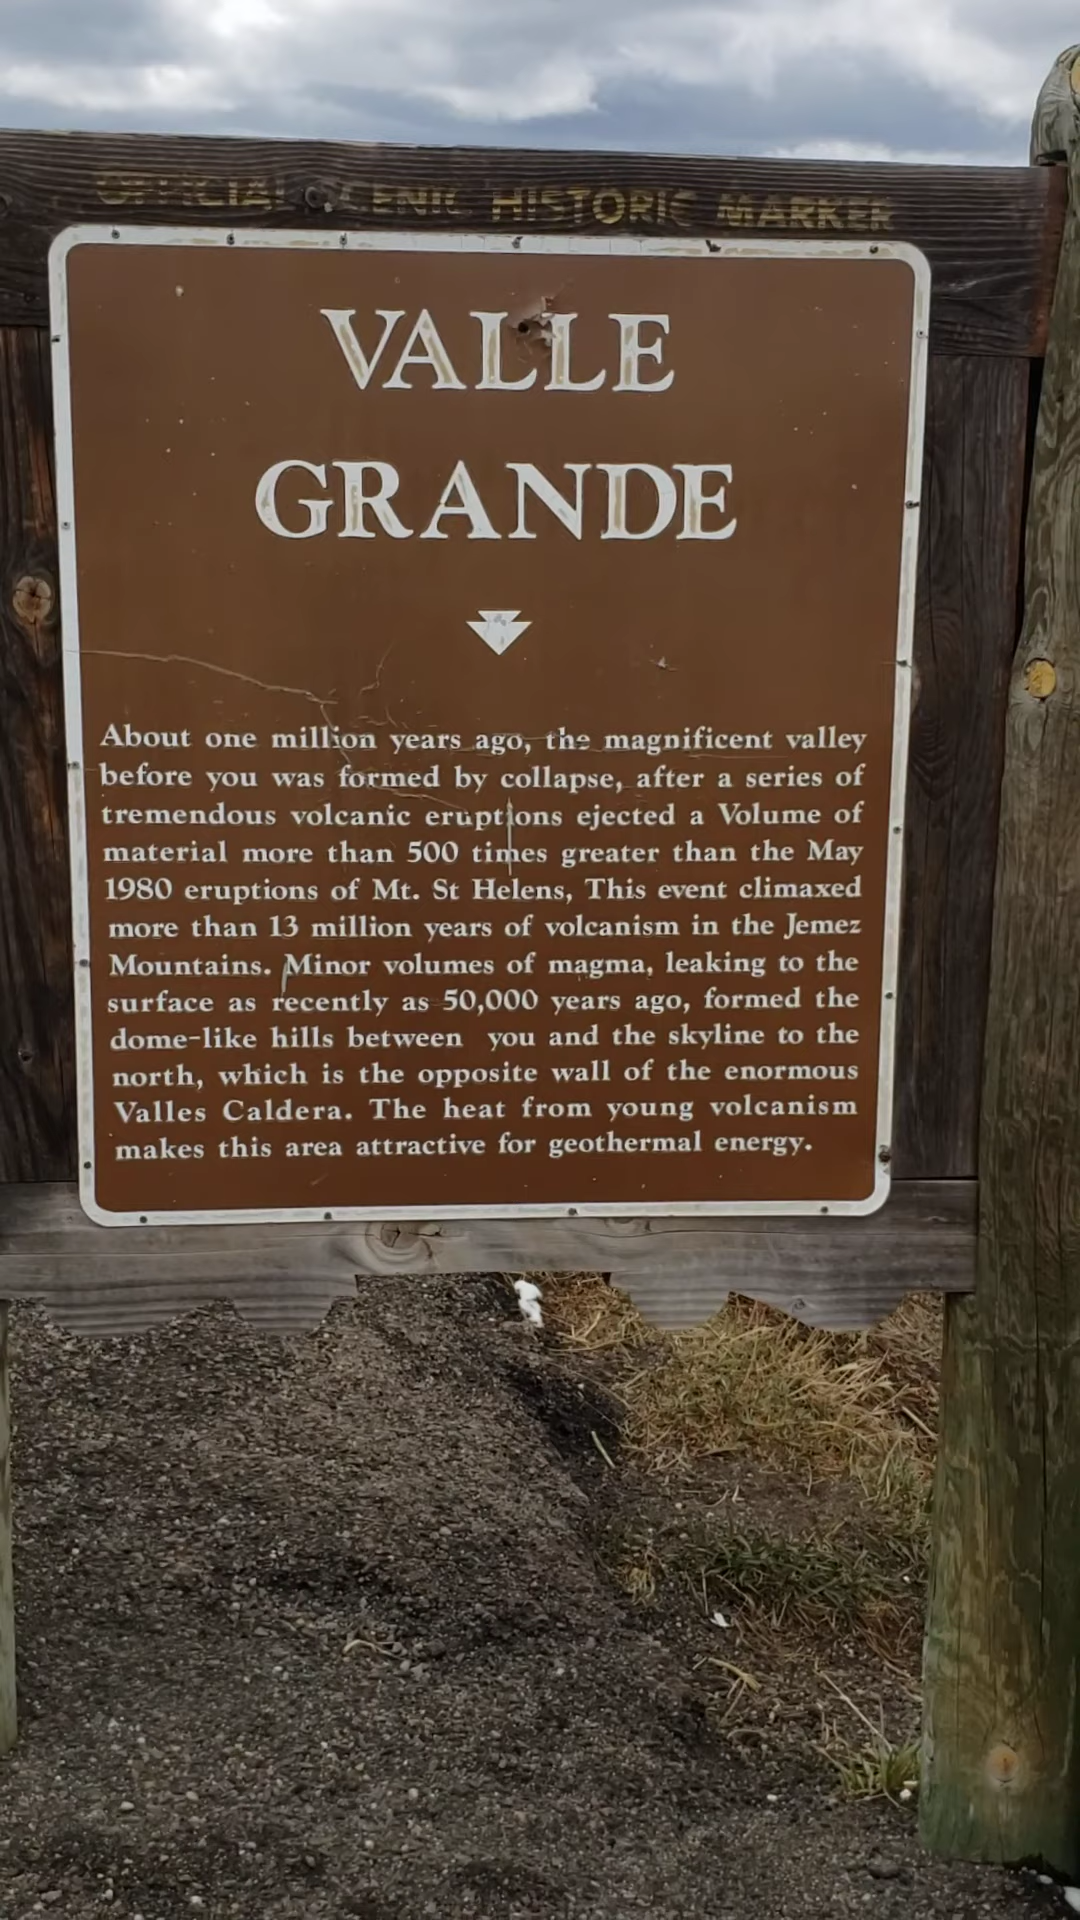 OFFICIAL SCENIC HISTORIC MARKER
VALLE
GRANDE
About one million years ago, the magnificent valley
before you was formed by collapse, after a series of
tremendous volcanic eruptions ejected a Volume of
material more than 500 times greater than the May
1980 eruptions of Mt. St Helens, This event climaxed
more than 13 million years of volcanism in the Jemez
Mountains. Minor volumes of magma, leaking to the
surface as recently as 50,000 years ago, formed the
dome-like hills between you and the skyline to the
north, which is the opposite wall of the enormous
Valles Caldera. The heat from young volcanism
makes this area attractive for geothermal energy.